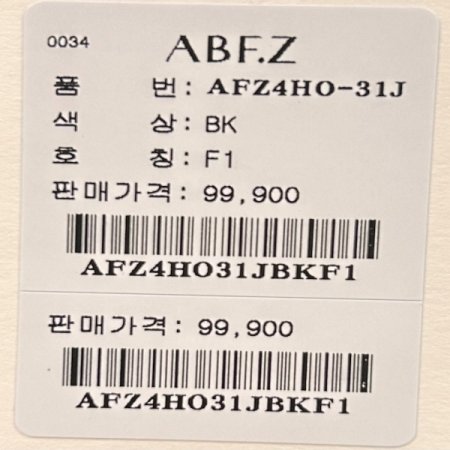 0034
ABF.Z
품 번: AFZ4HO-31J
색 상: BK
호 칭: F1
판매가격: 99,900
AFZ4HO31JBKF1
판매가격: 99,900
AFZ4HO31JBKF1